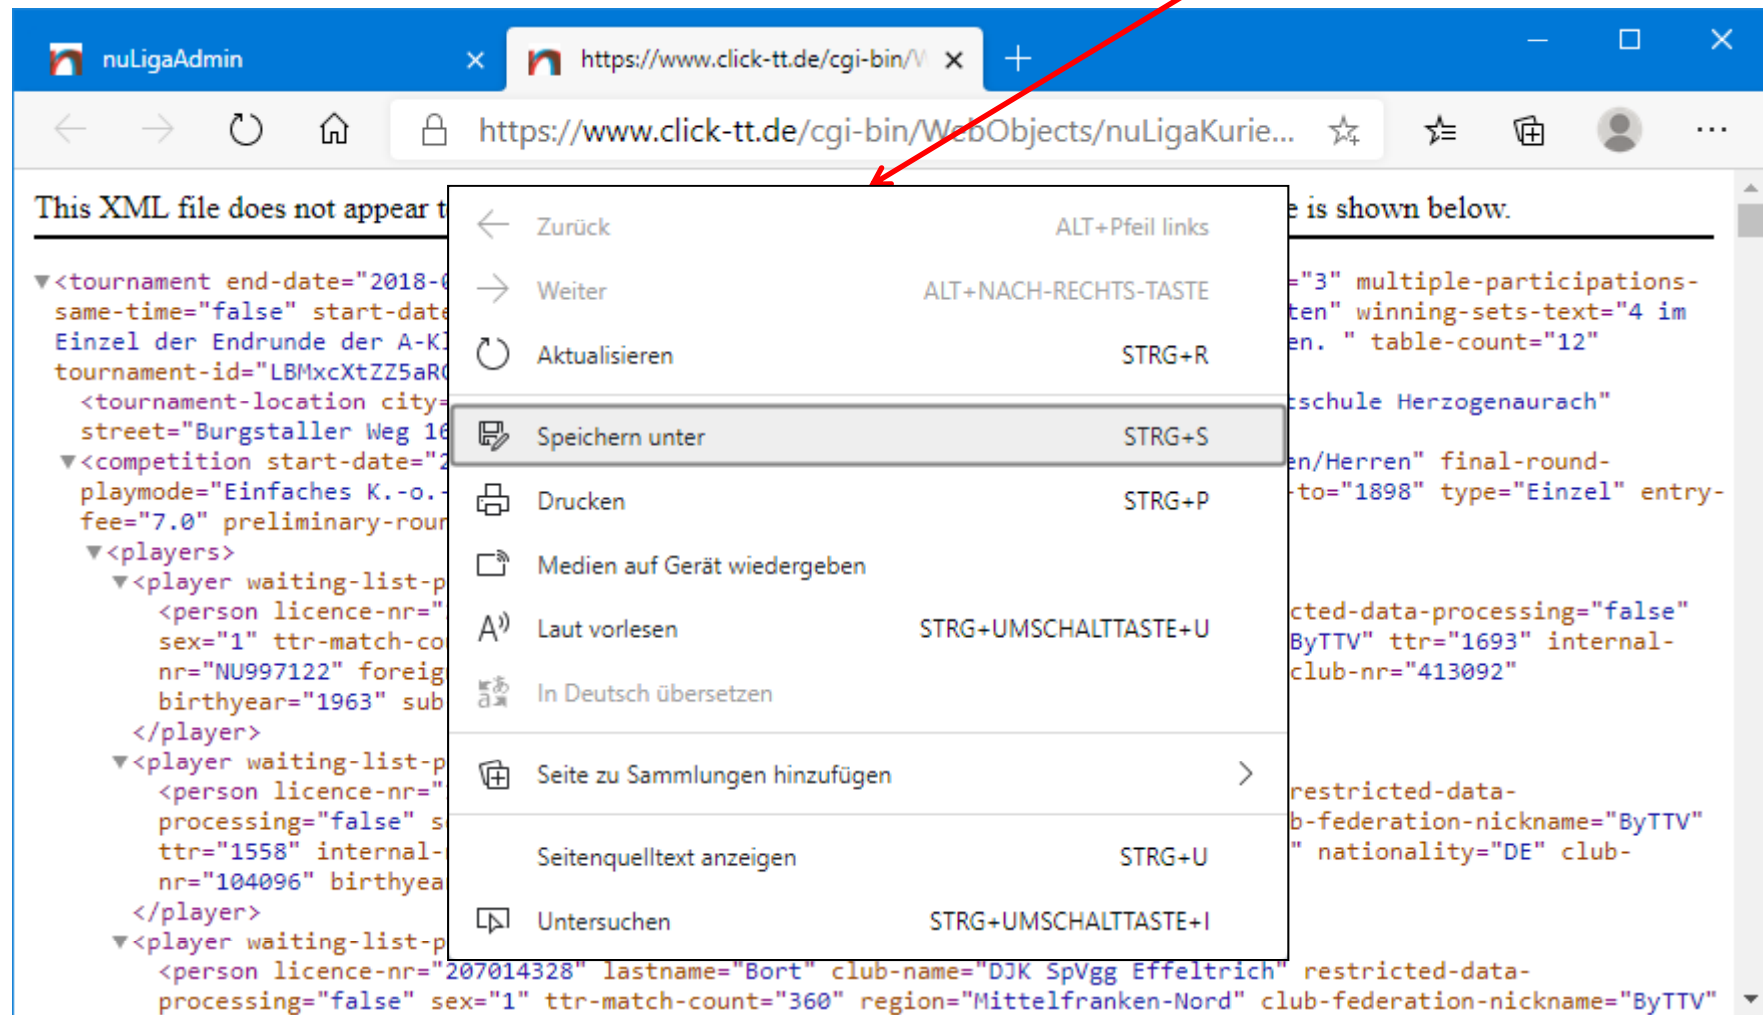 nuLigaAdmin
https://www.click-tt.de/cgi-bin/W
https://www.click-tt.de/cgi-bin/WebObjects/nuLigaKurie...
This XML file does not appear t
e is shown below.
Zurück ALT+Pfeil links
Weiter ALT+NACH-RECHTS-TASTE
Aktualisieren STRG+R
Speichern unter STRG+S
Drucken STRG+P
Medien auf Gerät wiedergeben
Laut vorlesen STRG+UMSCHALTTASTE+U
In Deutsch übersetzen
Seite zu Sammlungen hinzufügen
Seitenquelltext anzeigen STRG+U
Untersuchen STRG+UMSCHALTTASTE+I
▼<tournament end-date="2018-0 ="3" multiple-participations-
same-time="false" start-date ten" winning-sets-text="4 im
Einzel der Endrunde der A-Kl en. " table-count="12"
tournament-id="LBMxcXtZZ5aR
<tournament-location city= tschule Herzogenaurach"
street="Burgstaller Weg 16
▼<competition start-date="2 en/Herren" final-round-
playmode="Einfaches K.-o.- -to="1898" type="Einzel" entry-
fee="7.0" preliminary-rour
▼<players>
▼<player waiting-list-p
<person licence-nr=" cted-data-processing="false"
sex="1" ttr-match-co ByTTV" ttr="1693" internal-
nr="NU997122" foreig club-nr="413092"
birthyear="1963" sub
</player>
▼<player waiting-list-p
<person licence-nr=" restricted-data-
processing="false" s b-federation-nickname="ByTTV"
ttr="1558" internal- " nationality="DE" club-
nr="104096" birthyea
</player>
▼<player waiting-list-p
<person licence-nr="207014328" lastname="Bort" club-name="DJK SpVgg Effeltrich" restricted-data-
processing="false" sex="1" ttr-match-count="360" region="Mittelfranken-Nord" club-federation-nickname="ByTTV"